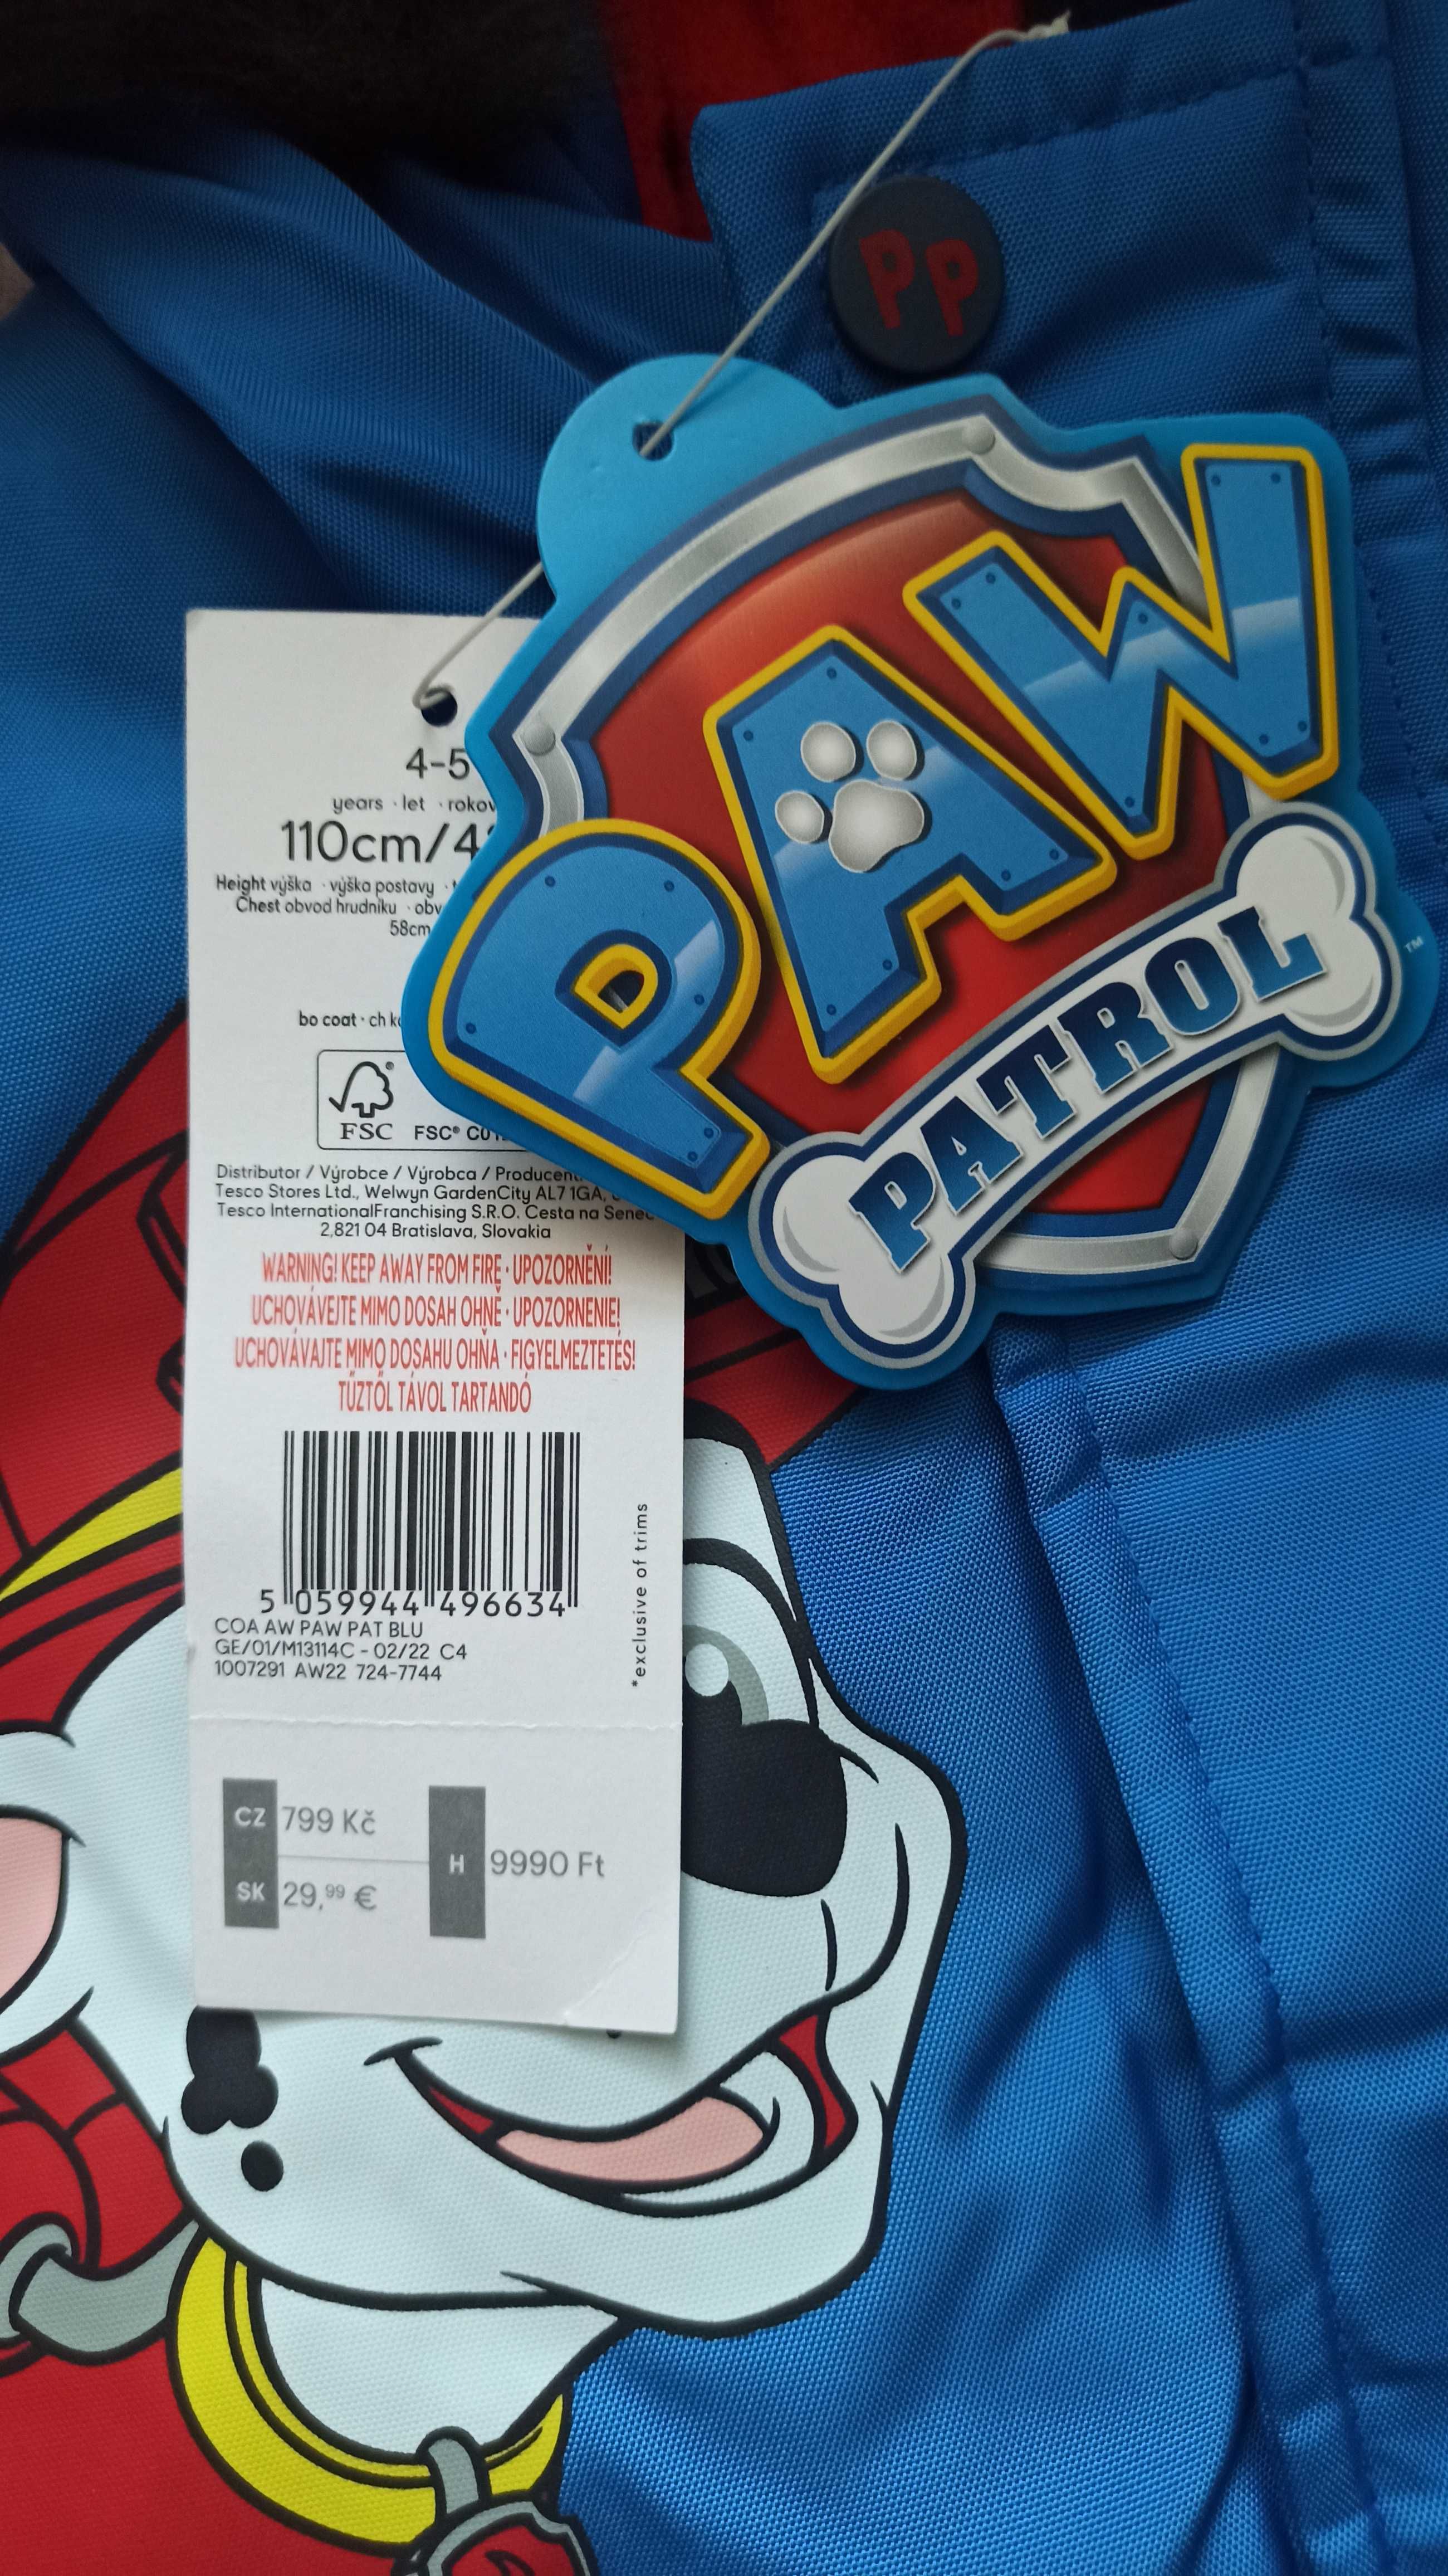 PP
PAW
PATROL
™
4-5
years · let · rokov
110cm/4
Height výška · výška postavy ·
Chest obvod hrudníku · obv
58cm
bo coat · ch
FSC FSC®
Distributor / Výrobce / Výrobca / Producent
Tesco Stores Ltd., Welwyn GardenCity AL7 1GA,
Tesco InternationalFranchising S.R.O. Cesta na Senec
2,821 04 Bratislava, Slovakia
WARNING! KEEP AWAY FROM FIRE · UPOZORNĚNÍ!
UCHOVÁVEJTE MIMO DOSAH OHNĚ · UPOZORNENIE!
UCHOVÁVAJTE MIMO DOSAHU OHŇA · FIGYELMEZTETÉS!
TŰZTŐL TÁVOL TARTANDÓ
5 059944 496634
*exclusive of trims
COA AW PAW PAT BLU
GE/01/M13114C - 02/22 C4
1007291 AW22 724-7744
CZ 799 Kč
H 9990 Ft
SK 29,99 €